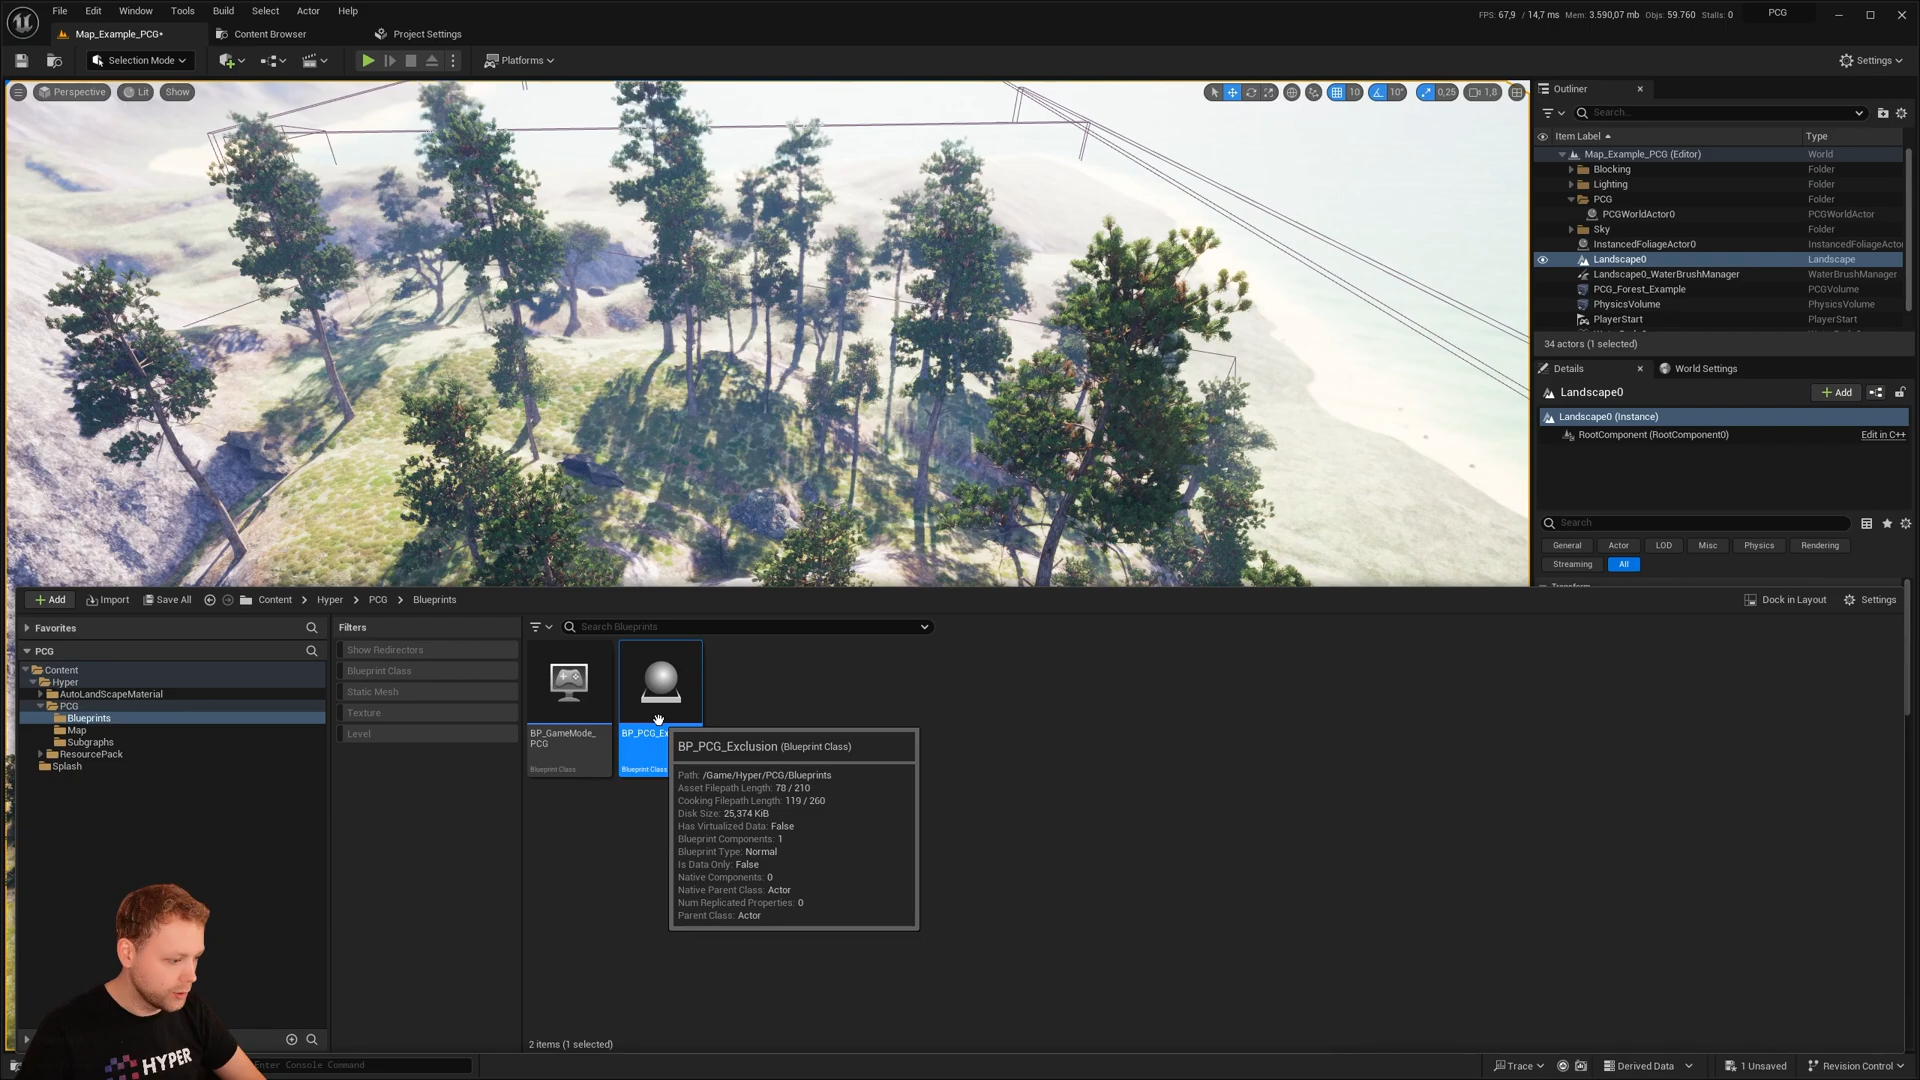 File Edit Window Tools Build Select Actor Help
FPS: 67,9 / 14,7 ms Mem: 3.590,07 mb Objs: 59.760 Stalls: 0
PCG
Map_Example_PCG*
Content Browser
Project Settings
Selection Mode
Platforms
Settings
Perspective
Lit
Show
10
10°
0,25
1,8
Outliner
Search...
Item Label
Type
Map_Example_PCG (Editor) World
Blocking Folder
Lighting Folder
PCG Folder
PCGWorldActor0 PCGWorldActor
Sky Folder
InstancedFoliageActor0 InstancedFoliageActo
Landscape0 Landscape
Landscape0_WaterBrushManager WaterBrushManager
PCG_Forest_Example PCGVolume
PhysicsVolume PhysicsVolume
PlayerStart PlayerStart
34 actors (1 selected)
Details
World Settings
Landscape0
Add
Landscape0 (Instance)
RootComponent (RootComponent0) Edit in C++
Search
General Actor LOD Misc Physics Rendering
Streaming All
Add
Import
Save All
Content Hyper PCG Blueprints
Dock in Layout
Settings
Favorites
PCG
Content
Hyper
AutoLandScapeMaterial
PCG
Blueprints
Map
Subgraphs
ResourcePack
Splash
Filters
Show Redirectors
Blueprint Class
Static Mesh
Texture
Level
Search Blueprints
BP_GameMode_
PCG
Blueprint Class
BP_PCG_Ex
Blueprint Class
BP_PCG_Exclusion (Blueprint Class)
Path: /Game/Hyper/PCG/Blueprints
Asset Filepath Length: 78 / 210
Cooking Filepath Length: 119 / 260
Disk Size: 25,374 KiB
Has Virtualized Data: False
Blueprint Components: 1
Blueprint Type: Normal
Is Data Only: False
Native Components: 0
Native Parent Class: Actor
Num Replicated Properties: 0
Parent Class: Actor
2 items (1 selected)
HYPER
Enter Console Command
Trace
Derived Data
1 Unsaved
Revision Control